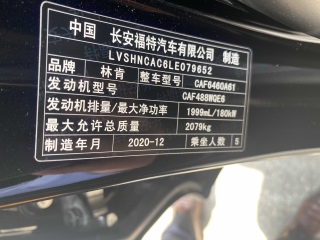 中国 长安福特汽车有限公司 制造
LVSHNCAC6LE079652
品牌 林肯 整车型号 CAF6460A61
发动机型号 CAF488WQE6
发动机排量/最大净功率 1999mL/180kW
最大允许总质量 2079kg
制造年月 2020-12 乘坐人数 5